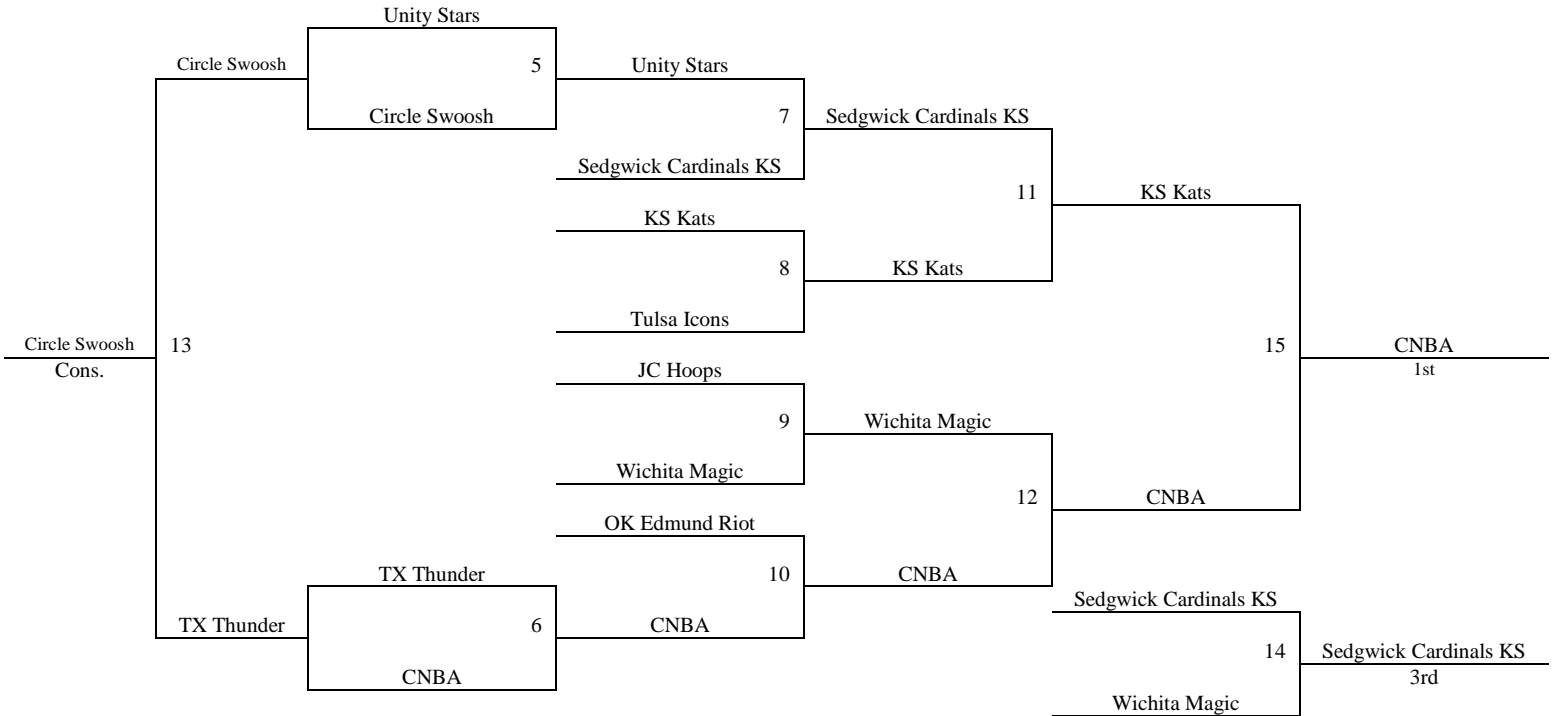 Unity Stars
Circle Swoosh
5
Unity Stars
Circle Swoosh
7
Sedgwick Cardinals KS
Sedgwick Cardinals KS
11
KS Kats
KS Kats
8
KS Kats
Tulsa Icons
Circle Swoosh
13
15
CNBA
Cons.
1st
JC Hoops
9
Wichita Magic
Wichita Magic
12
CNBA
OK Edmund Riot
TX Thunder
10
CNBA
Sedgwick Cardinals KS
TX Thunder
6
CNBA
14
Sedgwick Cardinals KS
CNBA
3rd
Wichita Magic